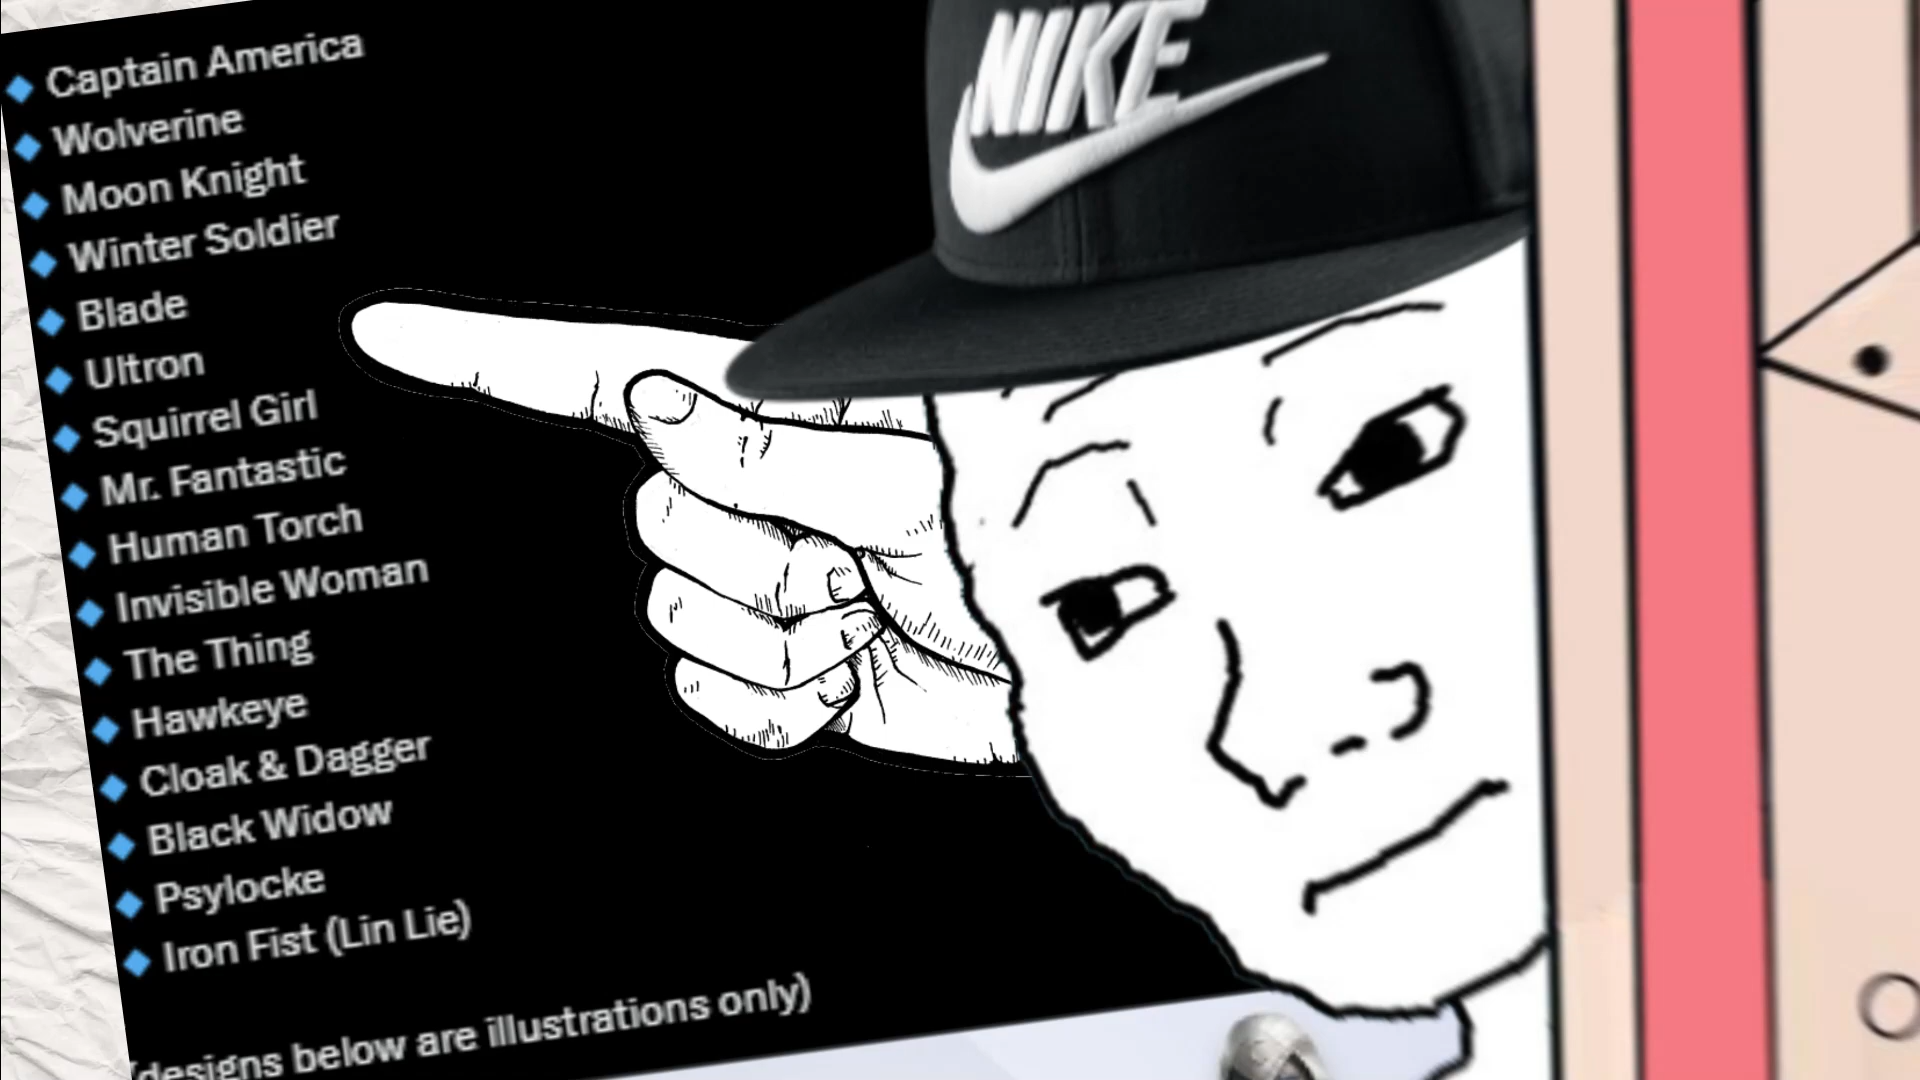 Captain America
Wolverine
Moon Knight
Winter Soldier
Blade
Ultron
Squirrel Girl
Mr. Fantastic
Human Torch
Invisible Woman
The Thing
Hawkeye
Cloak & Dagger
Black Widow
Psylocke
Iron Fist (Lin Lie)
(designs below are illustrations only)
NIKE